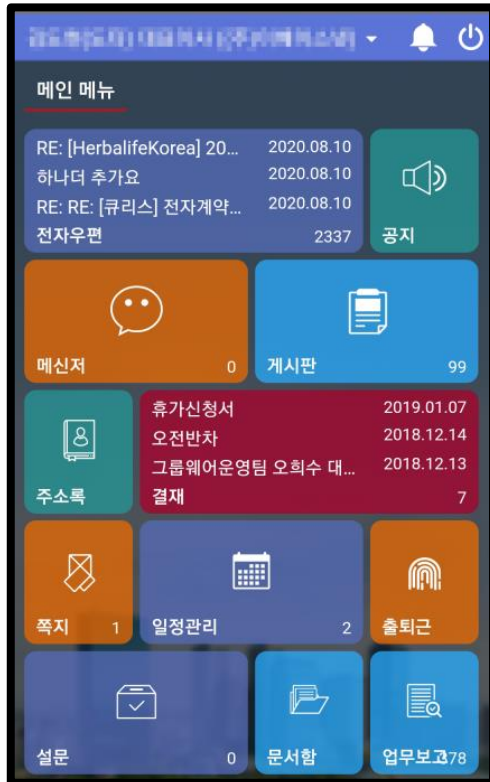 메인 메뉴
RE: [HerbalifeKorea] 20... 2020.08.10
하나더 추가요 2020.08.10
RE: RE: [큐리스] 전자계약... 2020.08.10
전자우편 2337
공지
메신저 0
게시판 99
주소록
휴가신청서 2019.01.07
오전반차 2018.12.14
그룹웨어운영팀 오희수 대... 2018.12.13
결재 7
쪽지 1
일정관리 2
출퇴근
설문 0
문서함
업무보고 378